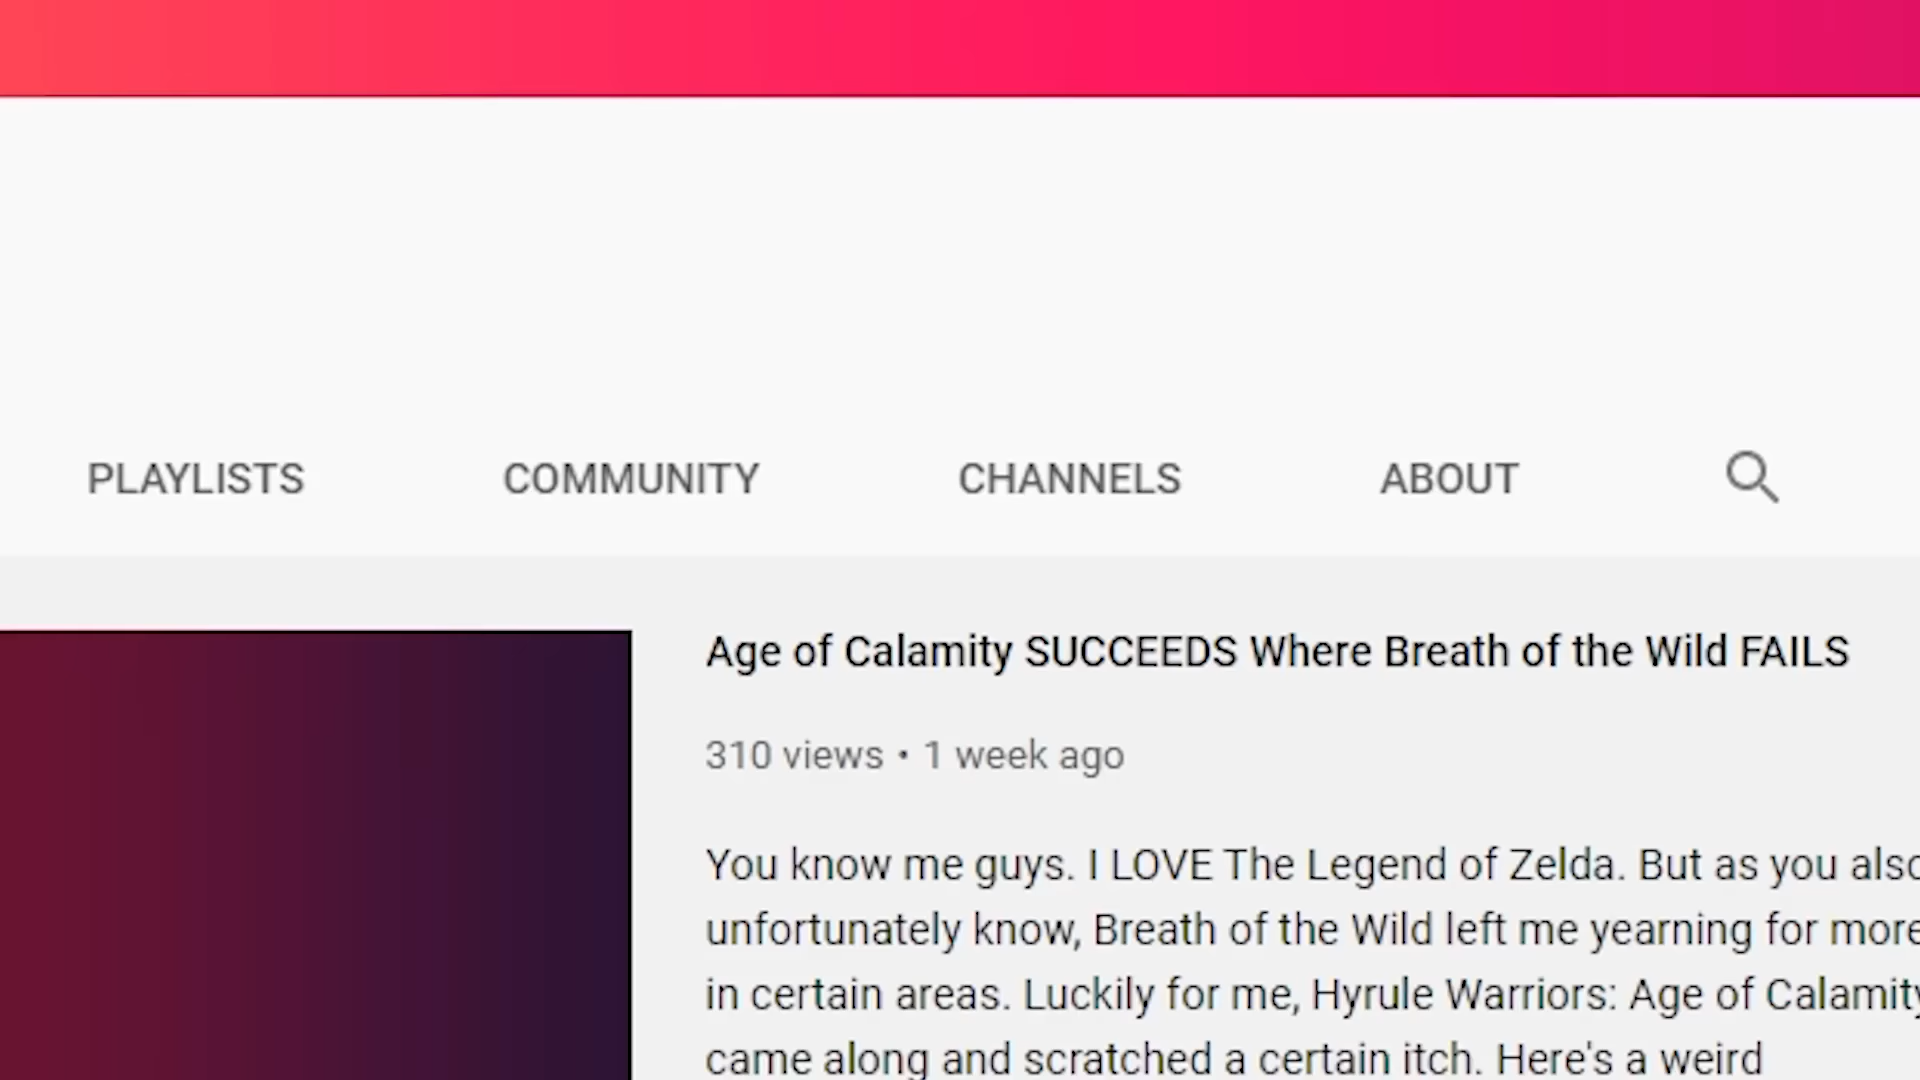 PLAYLISTS COMMUNITY CHANNELS ABOUT
Age of Calamity SUCCEEDS Where Breath of the Wild FAILS
310 views • 1 week ago
You know me guys. I LOVE The Legend of Zelda. But as you also
unfortunately know, Breath of the Wild left me yearning for more
in certain areas. Luckily for me, Hyrule Warriors: Age of Calamity
came along and scratched a certain itch. Here's a weird